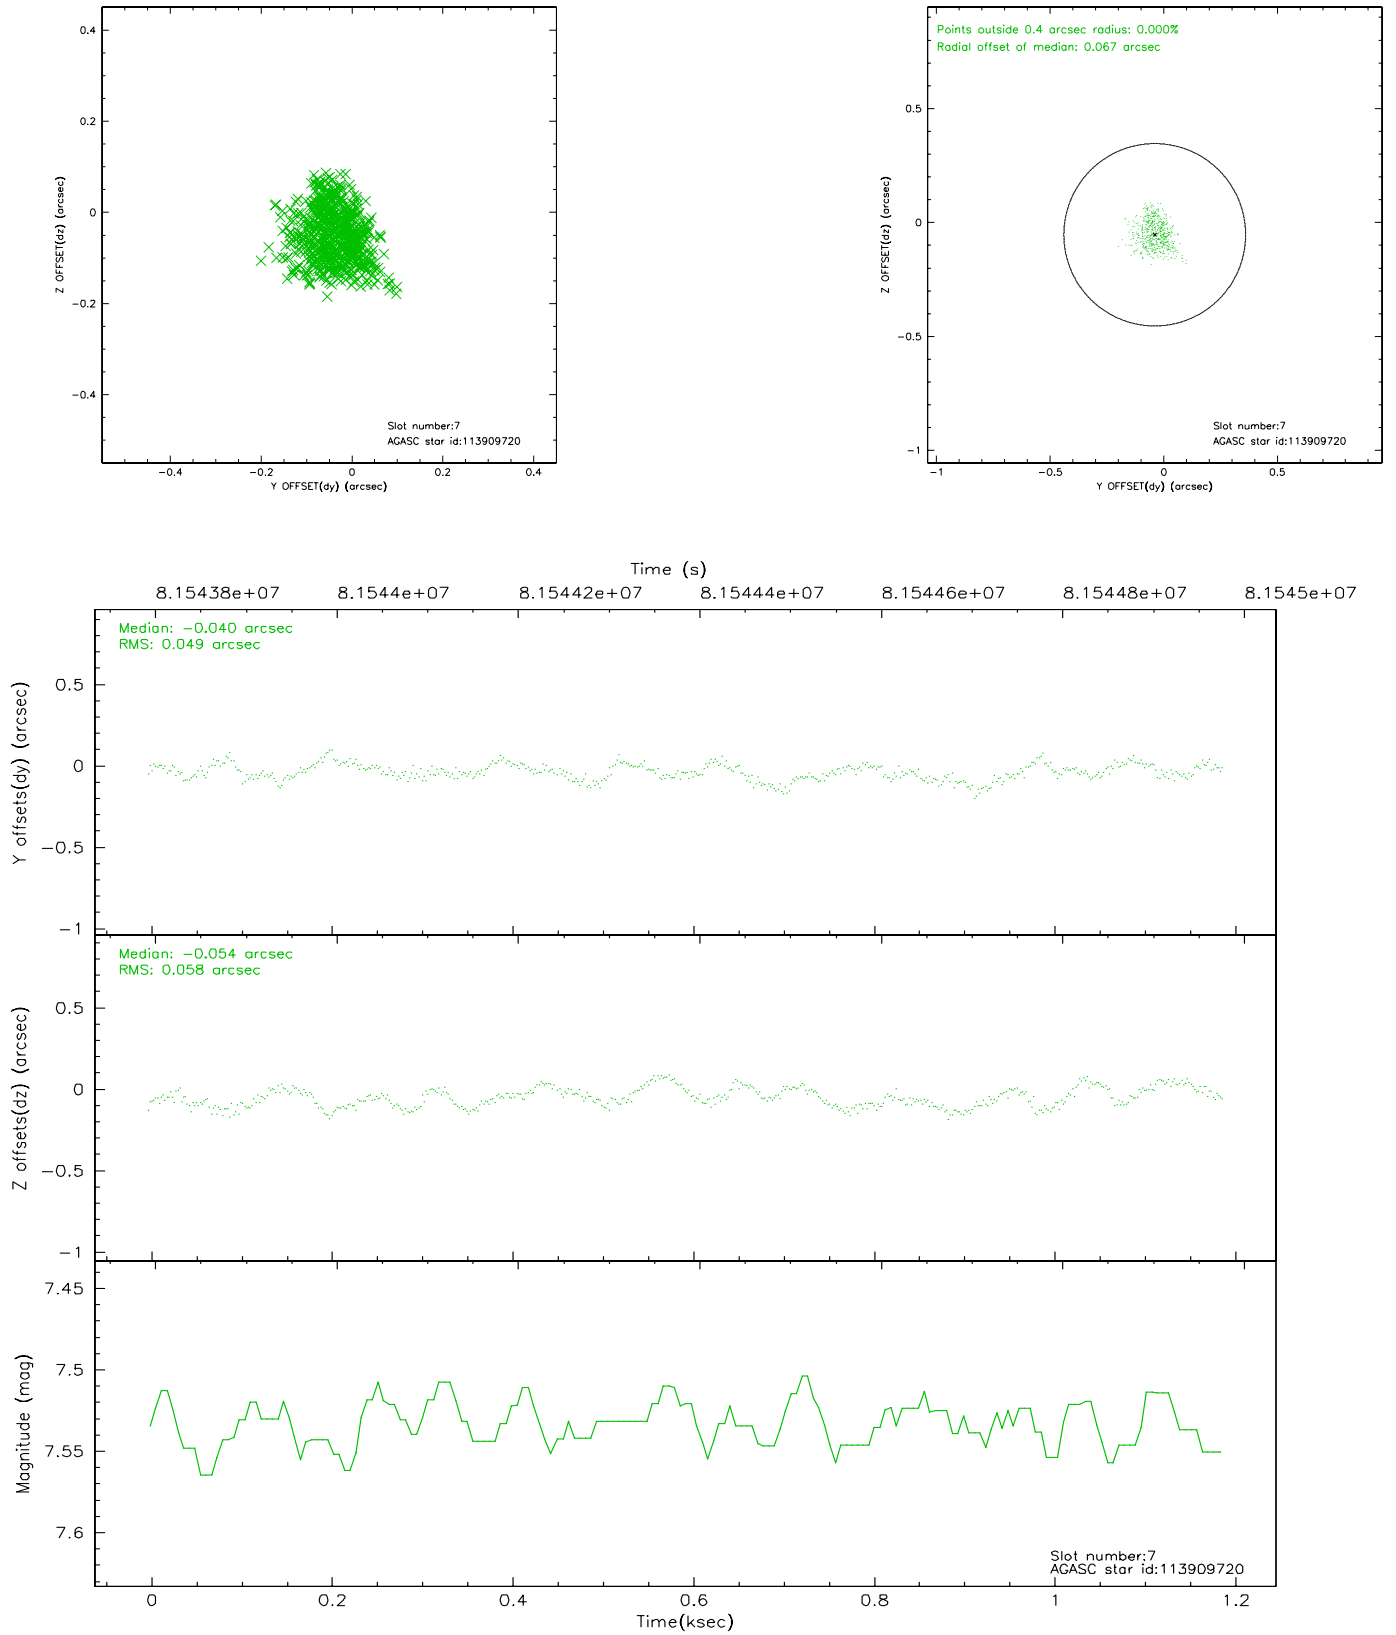 0.4
0.2
0
−0.2
−0.4
Z OFFSET(dz) (arcsec)
−0.4 −0.2 0 0.2 0.4
Y OFFSET(dy) (arcsec)
Slot number:7
AGASC star id:113909720
Points outside 0.4 arcsec radius: 0.000%
Radial offset of median: 0.067 arcsec
0.5
0
−0.5
−1
Z OFFSET(dz) (arcsec)
−1 −0.5 0 0.5
Y OFFSET(dy) (arcsec)
Slot number:7
AGASC star id:113909720
Time (s)
8.15438e+07 8.1544e+07 8.15442e+07 8.15444e+07 8.15446e+07 8.15448e+07 8.1545e+07
Median: −0.040 arcsec
RMS: 0.049 arcsec
0.5
0
−0.5
−1
Y offsets(dy) (arcsec)
Median: −0.054 arcsec
RMS: 0.058 arcsec
0.5
0
−0.5
−1
Z offsets(dz) (arcsec)
7.45
7.5
7.55
7.6
Magnitude (mag)
Slot number:7
AGASC star id:113909720
0 0.2 0.4 0.6 0.8 1 1.2
Time(ksec)